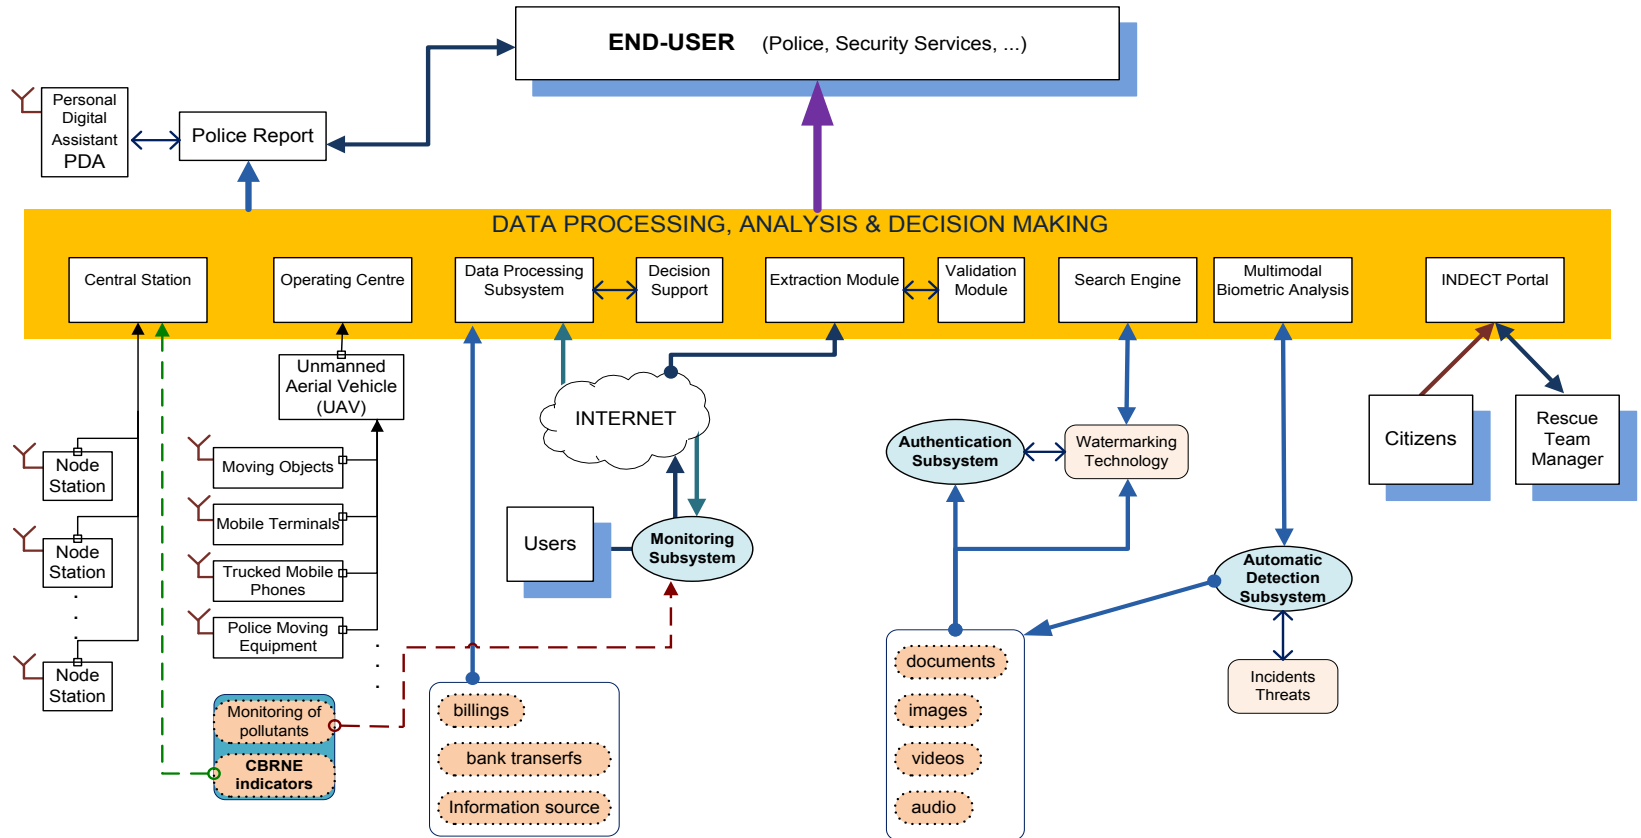 END-USER (Police, Security Services, ...)
Personal
Digital
Assistant
PDA
Police Report
DATA PROCESSING, ANALYSIS & DECISION MAKING
Central Station
Operating Centre
Data Processing
Subsystem
Decision
Support
Extraction Module
Validation
Module
Search Engine
Multimodal
Biometric Analysis
INDECT Portal
Unmanned
Aerial Vehicle
(UAV)
INTERNET
Node
Station
Node
Station
.
.
.
Node
Station
Moving Objects
Mobile Terminals
Trucked Mobile
Phones
Police Moving
Equipment
.
.
.
Users
Monitoring
Subsystem
Authentication
Subsystem
Watermarking
Technology
Citizens
Rescue
Team
Manager
Automatic
Detection
Subsystem
Incidents
Threats
Monitoring of
pollutants
CBRNE
indicators
billings
bank transerfs
Information source
documents
images
videos
audio